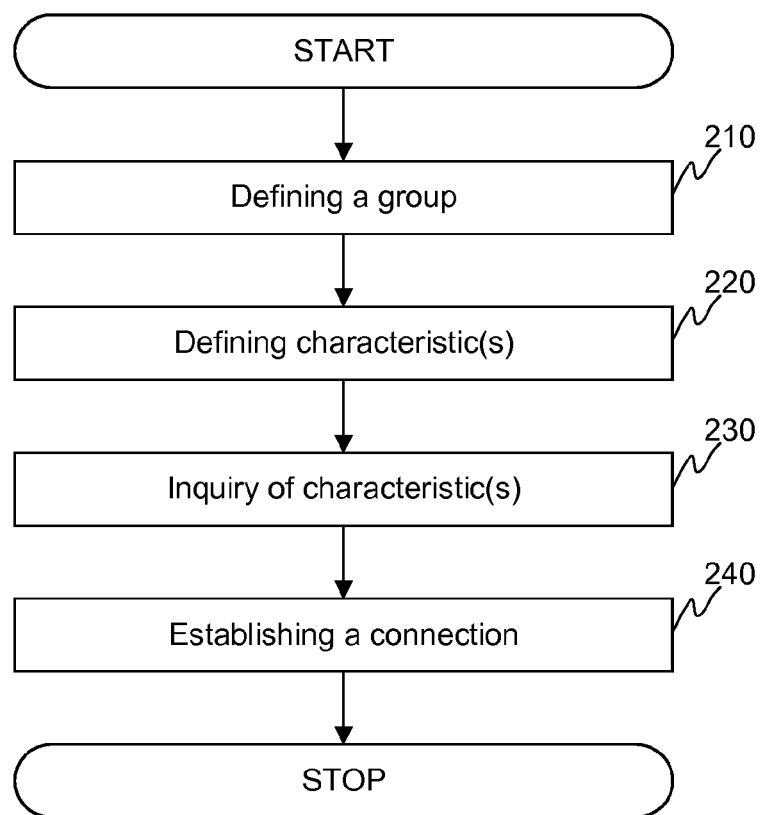 START
210
Defining a group
220
Defining characteristic(s)
230
Inquiry of characteristic(s)
240
Establishing a connection
STOP